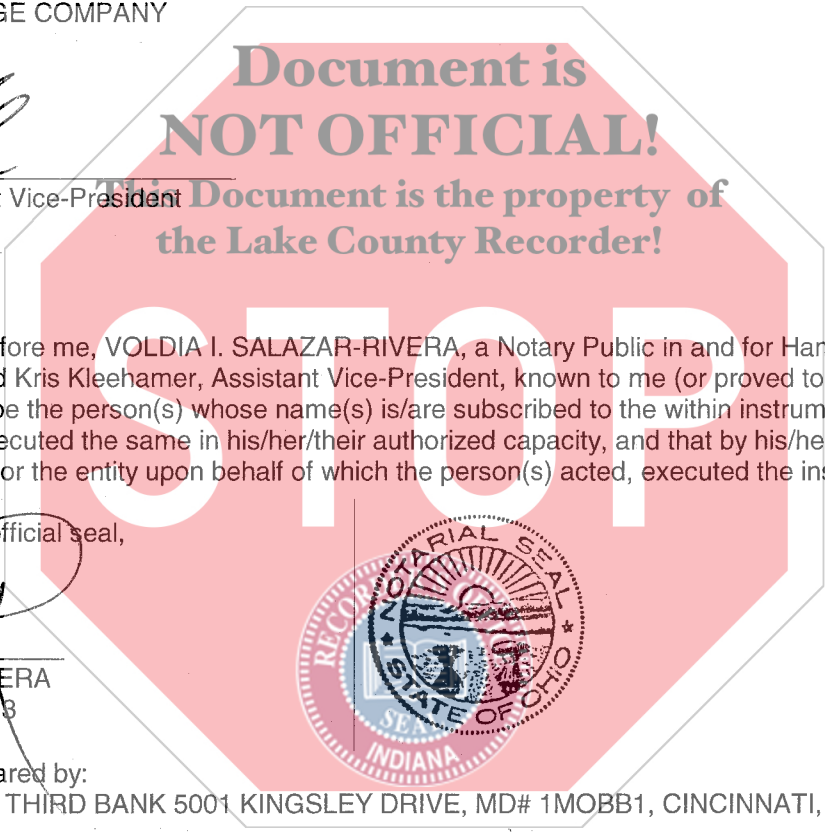 GE COMPANY
Document is
NOT OFFICIAL!
Vice-President
This Document is the property of
the Lake County Recorder!
STOP
fore me, VOLDIA I. SALAZAR-RIVERA, a Notary Public in and for Ham
d Kris Kleehamer, Assistant Vice-President, known to me (or proved to
be the person(s) whose name(s) is/are subscribed to the within instrum
ecuted the same in his/her/their authorized capacity, and that by his/he
or the entity upon behalf of which the person(s) acted, executed the ins
official seal,
NOTARIAL SEAL
STATE OF OHIO
SEAL
INDIANA
ERA
3
ared by:
THIRD BANK 5001 KINGSLEY DRIVE, MD# 1MOBB1, CINCINNATI,